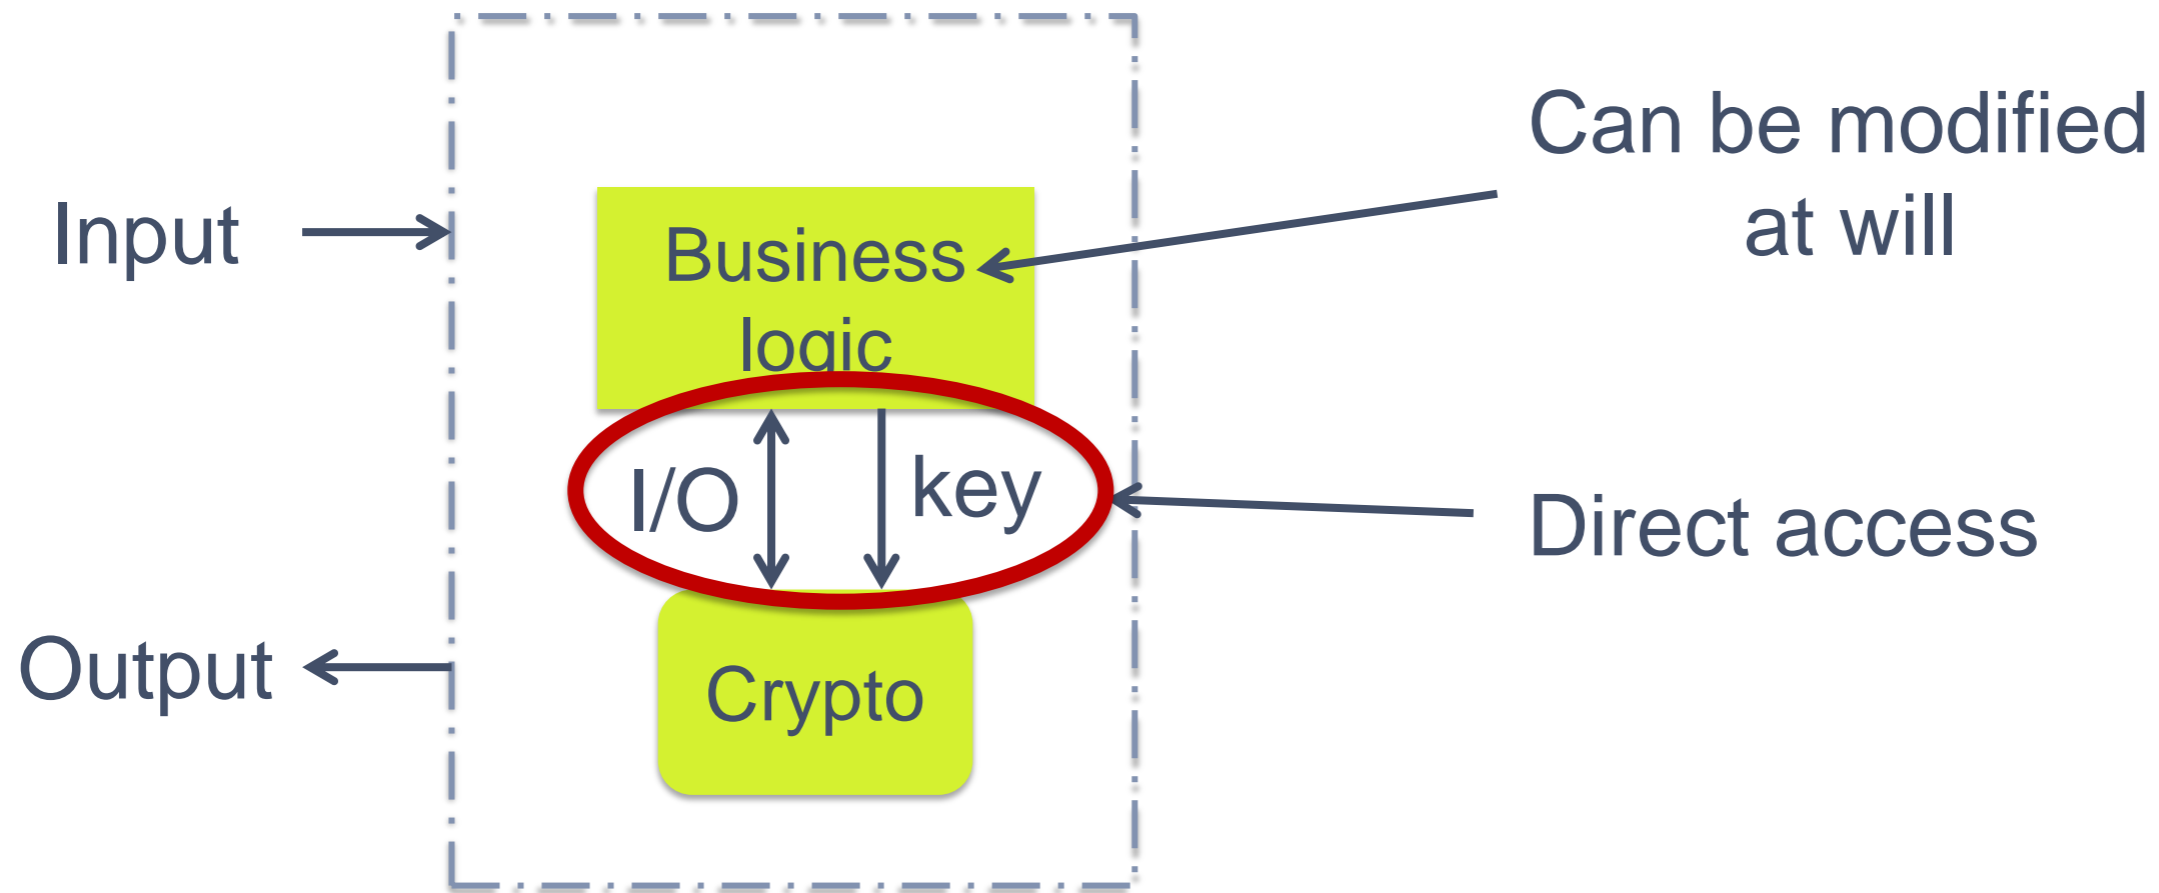 Can be modified
at will
Input
Business
logic
I/O
key
Direct access
Output
Crypto